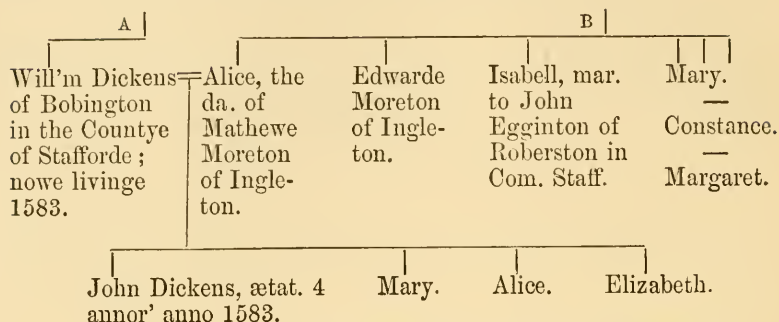 A
B
Will'm Dickens=Alice, the
of Bobington
in the Countye
of Stafforde ;
nowe livinge
1583.
da. of
Mathewe
Moreton
of Ingle-
ton.
Edwarde
Moreton
of Ingle-
ton.
Isabell, mar.
to John
Egginton of
Roberston in
Com. Staff.
Mary.
—
Constance.
—
Margaret.
John Dickens, ætat. 4
annor' anno 1583.
Mary.
Alice.
Elizabeth.